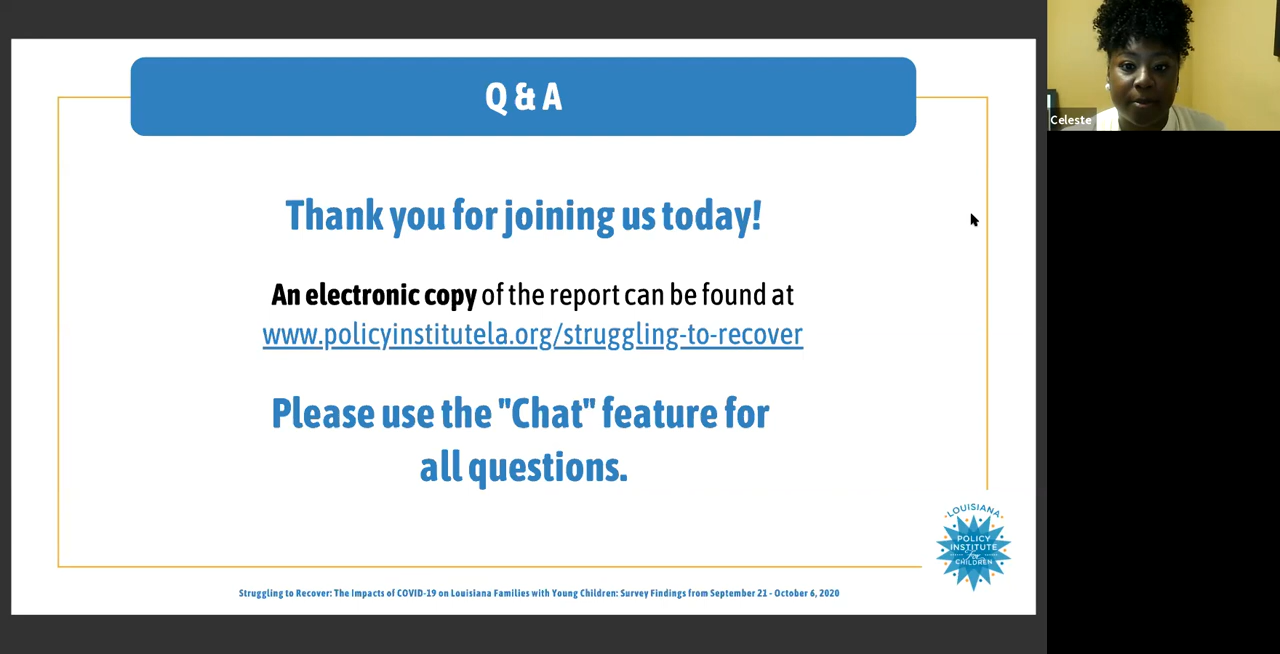 Q & A
Thank you for joining us today!
An electronic copy of the report can be found at
www.policyinstitutela.org/struggling-to-recover
Please use the "Chat" feature for
all questions.
LOUISIANA
POLICY
INSTITUTE
For
CHILDREN
Struggling to Recover: The Impacts of COVID-19 on Louisiana Families with Young Children: Survey Findings from September 21 - October 6, 2020
Celeste